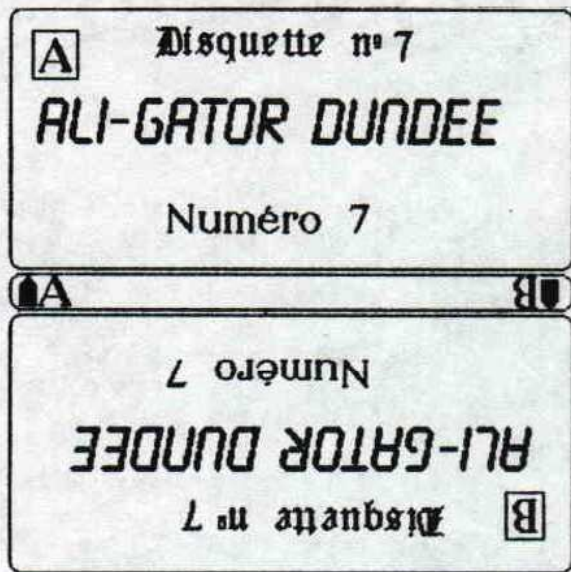 A Disquette nº 7
ALI-GATOR DUNDEE
Numéro 7
A B
B Disquette nº 7
ALI-GATOR DUNDEE
Numéro 7